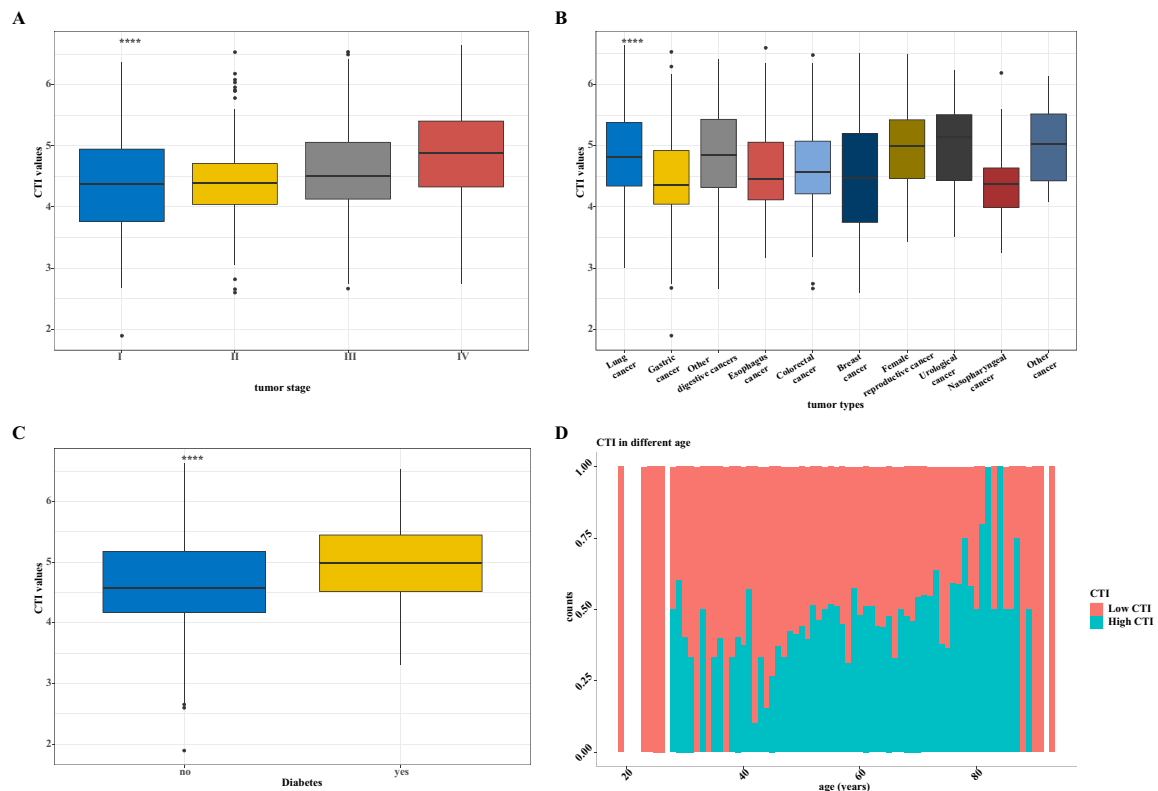 A
****
CTI values
6
5
4
3
2
I
II
III
IV
tumor stage
B
****
CTI values
6
5
4
3
2
Lung
cancer
Gastric
cancer
Other
digestive cancers
Esophagus
cancer
Colorectal
cancer
Breast
cancer
Female
reproductive cancer
Urological
cancer
Nasopharyngeal
cancer
Other
cancer
tumor types
C
****
CTI values
6
5
4
3
2
no
yes
Diabetes
D
CTI in different age
counts
1.00
0.75
0.50
0.25
0.00
20
40
60
80
age (years)
CTI
Low CTI
High CTI